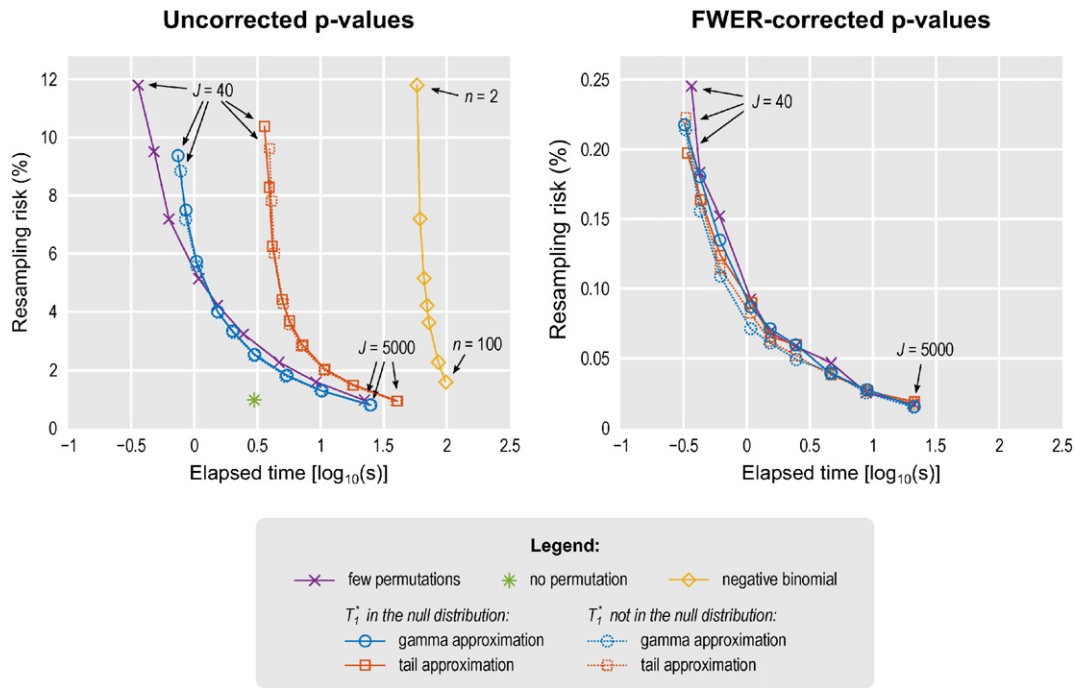 Uncorrected p-values
FWER-corrected p-values
Resampling risk (%)
12
10
8
6
4
2
0
J = 40
n = 2
J = 5000
n = 100
−1
−0.5
0
0.5
1
1.5
2
2.5
Elapsed time [log10(s)]
Resampling risk (%)
0.25
0.20
0.15
0.10
0.05
0
J = 40
J = 5000
−1
−0.5
0
0.5
1
1.5
2
2.5
Elapsed time [log10(s)]
Legend:
few permutations
no permutation
negative binomial
T1* in the null distribution:
T1* not in the null distribution:
gamma approximation
gamma approximation
tail approximation
tail approximation